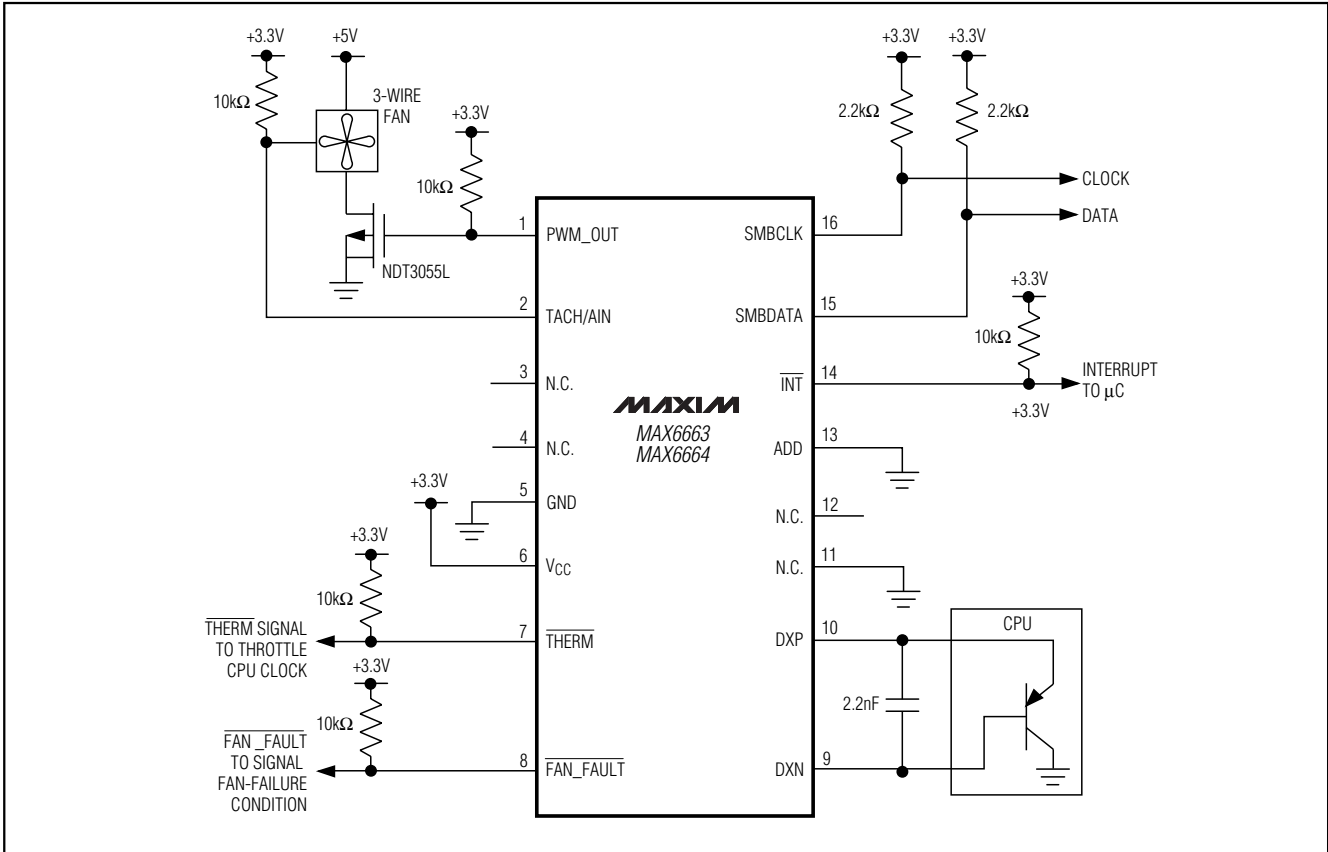 +3.3V
+5V
10kΩ
3-WIRE
FAN
+3.3V
10kΩ
NDT3055L
+3.3V
+3.3V
2.2kΩ
2.2kΩ
CLOCK
DATA
1
PWM_OUT
2
TACH/AIN
3
N.C.
4
N.C.
+3.3V
5
GND
6
VCC
+3.3V
10kΩ
THERM SIGNAL
TO THROTTLE
CPU CLOCK
7
THERM
+3.3V
10kΩ
FAN _FAULT
TO SIGNAL
FAN-FAILURE
CONDITION
8
FAN_FAULT
MAXIM
MAX6663
MAX6664
SMBCLK
16
SMBDATA
15
+3.3V
10kΩ
INT
14
INTERRUPT
TO μC
+3.3V
ADD
13
N.C.
12
N.C.
11
DXP
10
CPU
2.2nF
DXN
9